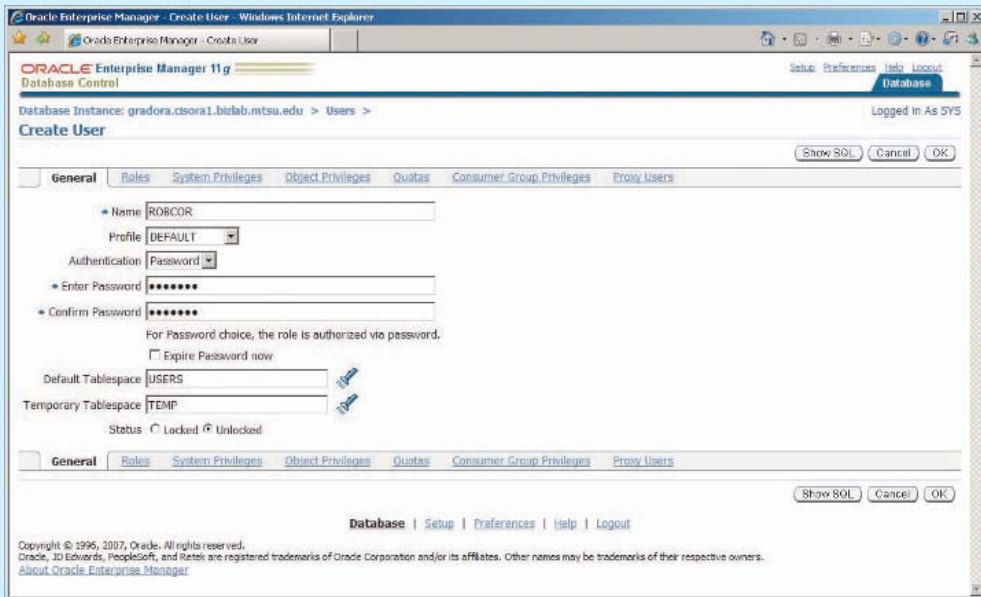 Oracle Enterprise Manager - Create User - Windows Internet Explorer
Oracle Enterprise Manager - Create User
ORACLE Enterprise Manager 11g
Database Control
Setup Preferences Help Logout
Database
Database Instance: gradora.cisora1.bizlab.mtsu.edu > Users >
Logged in As SYS
Create User
Show SQL Cancel OK
General Roles System Privileges Object Privileges Quotas Consumer Group Privileges Proxy Users
Name ROBCOR
Profile DEFAULT
Authentication Password
Enter Password •••••••
Confirm Password •••••••
For Password choice, the role is authorized via password.
Expire Password now
Default Tablespace USERS
Temporary Tablespace TEMP
Status Locked Unlocked
General Roles System Privileges Object Privileges Quotas Consumer Group Privileges Proxy Users
Show SQL Cancel OK
Database | Setup | Preferences | Help | Logout
Copyright © 1996, 2007, Oracle. All rights reserved.
Oracle, JD Edwards, PeopleSoft, and Retek are registered trademarks of Oracle Corporation and/or its affiliates. Other names may be trademarks of their respective owners.
About Oracle Enterprise Manager